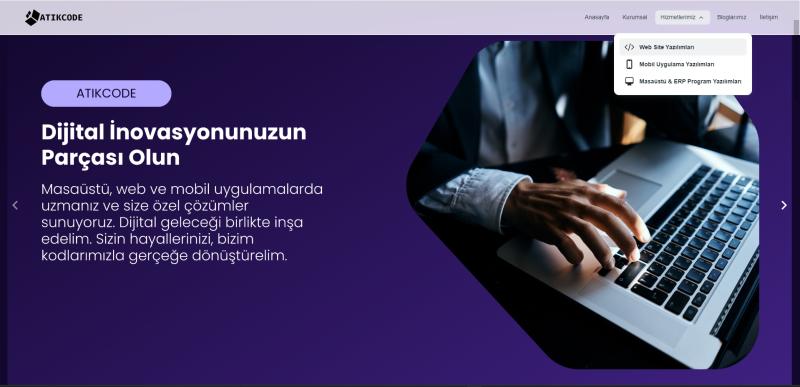 ATIKCODE
Anasayfa
Kurumsal
Hizmetlerimiz
Bloglarımız
İletişim
Web Site Yazılımları
Mobil Uygulama Yazılımları
Masaüstü & ERP Program Yazılımları
ATIKCODE
Dijital İnovasyonunuzun
Parçası Olun
Masaüstü, web ve mobil uygulamalarda
uzmanız ve size özel çözümler
sunuyoruz. Dijital geleceği birlikte inşa
edelim. Sizin hayallerinizi, bizim
kodlarımızla gerçeğe dönüştürelim.